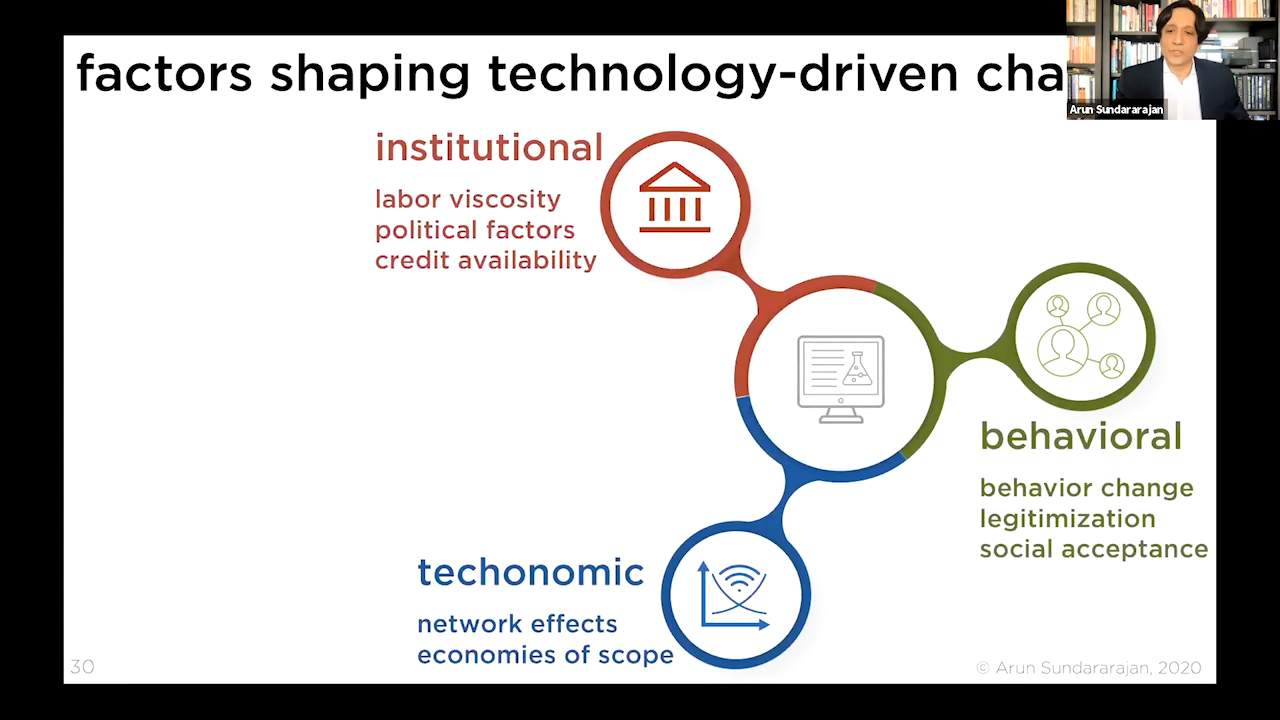 factors shaping technology-driven cha
Arun Sundararajan
institutional
labor viscosity
political factors
credit availability
behavioral
behavior change
legitimization
social acceptance
techonomic
network effects
economies of scope
30
© Arun Sundararajan, 2020